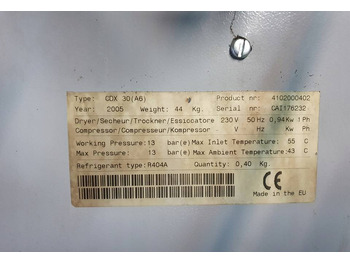 Type: CDX 30(A6) Product nr: 4102000402
Year: 2005 Weight: 44 Kg. Serial nr: CAI176232
Dryer/Secheur/Trockner/Essiccatore 230 V 50 Hz 0,94 Kw 1 Ph
Compressor/Compresseur/Kompressor V Hz Kw Ph
Working Pressure: 13 bar(e) Max Inlet Temperature: 55 C
Max Pressure: 13 bar(e) Max Ambient Temperature: 43 C
Refrigerant type: R404A Quantity: 0,40 Kg.
CE
Made in the EU